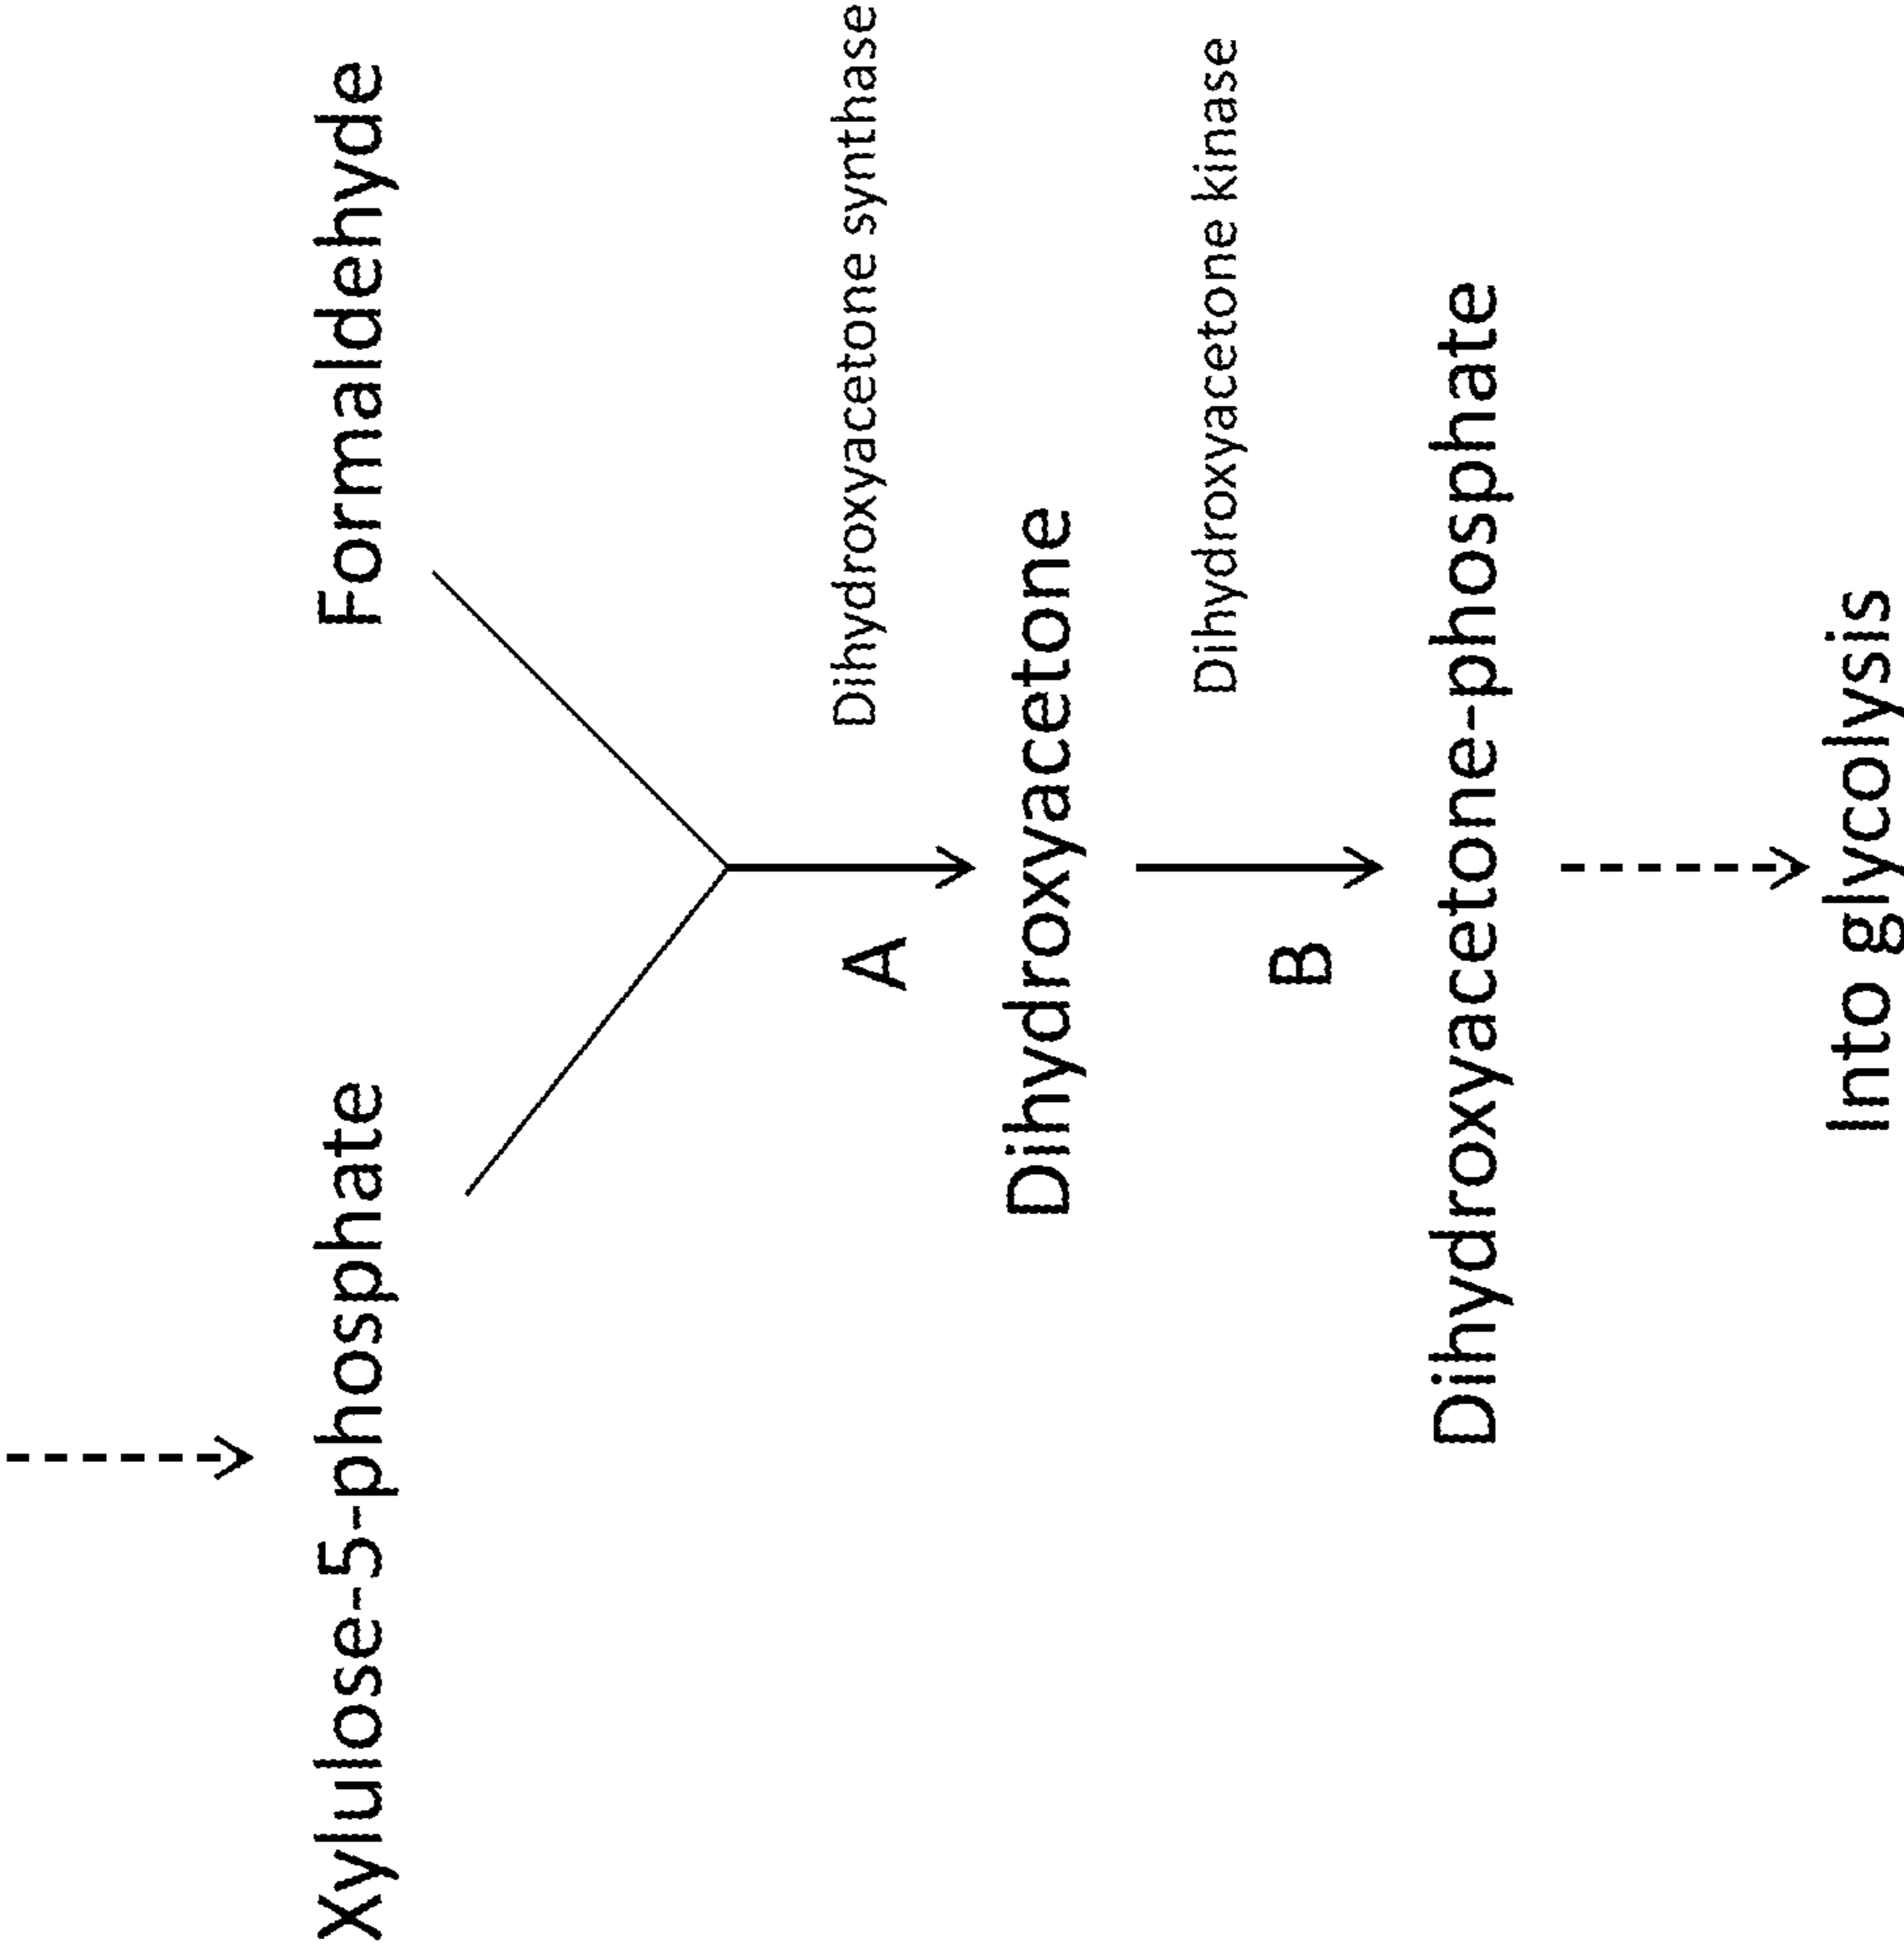 Xylulose-5-phosphate
Formaldehyde
A
Dihydroxyacetone synthase
Dihydroxyacetone
B
Dihydroxyacetone kinase
Dihydroxyacetone-phosphate
Into glycolysis